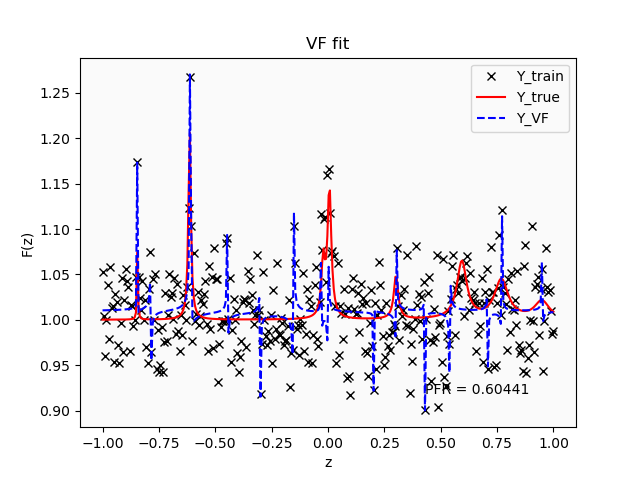 VF fit
Y_train
Y_true
Y_VF
F(z)
1.25
1.20
1.15
1.10
1.05
1.00
0.95
0.90
PFR = 0.60441
−1.00 −0.75 −0.50 −0.25 0.00 0.25 0.50 0.75 1.00
z